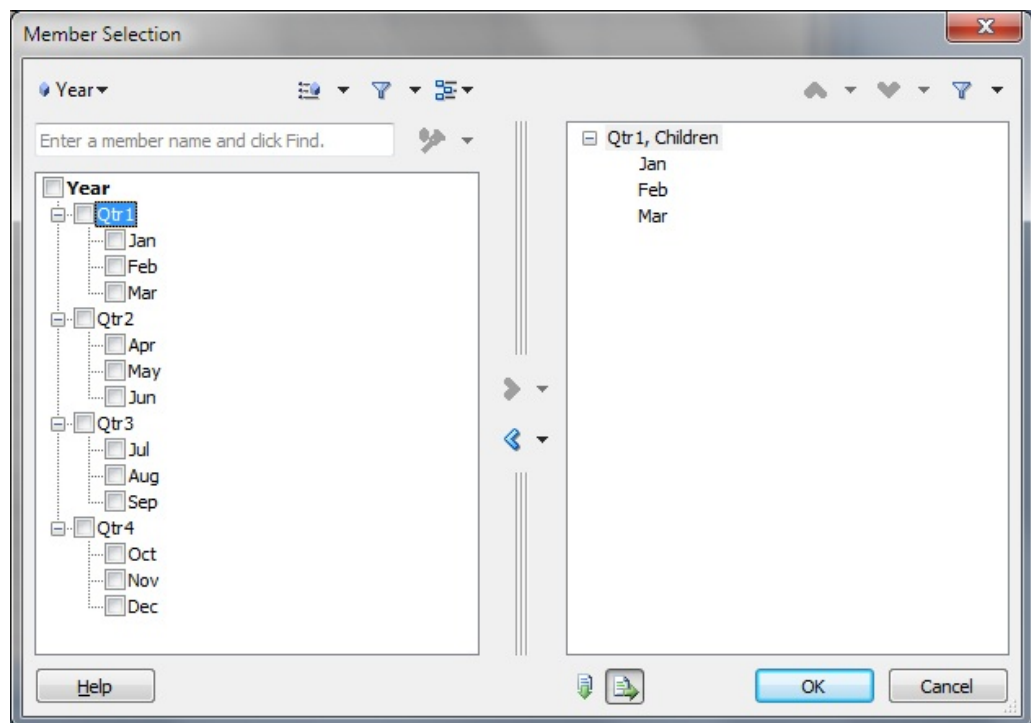 Member Selection
Year
Enter a member name and click Find.
Year
Qtr1
Jan
Feb
Mar
Qtr2
Apr
May
Jun
Qtr3
Jul
Aug
Sep
Qtr4
Oct
Nov
Dec
Qtr1, Children
Jan
Feb
Mar
Help
OK
Cancel